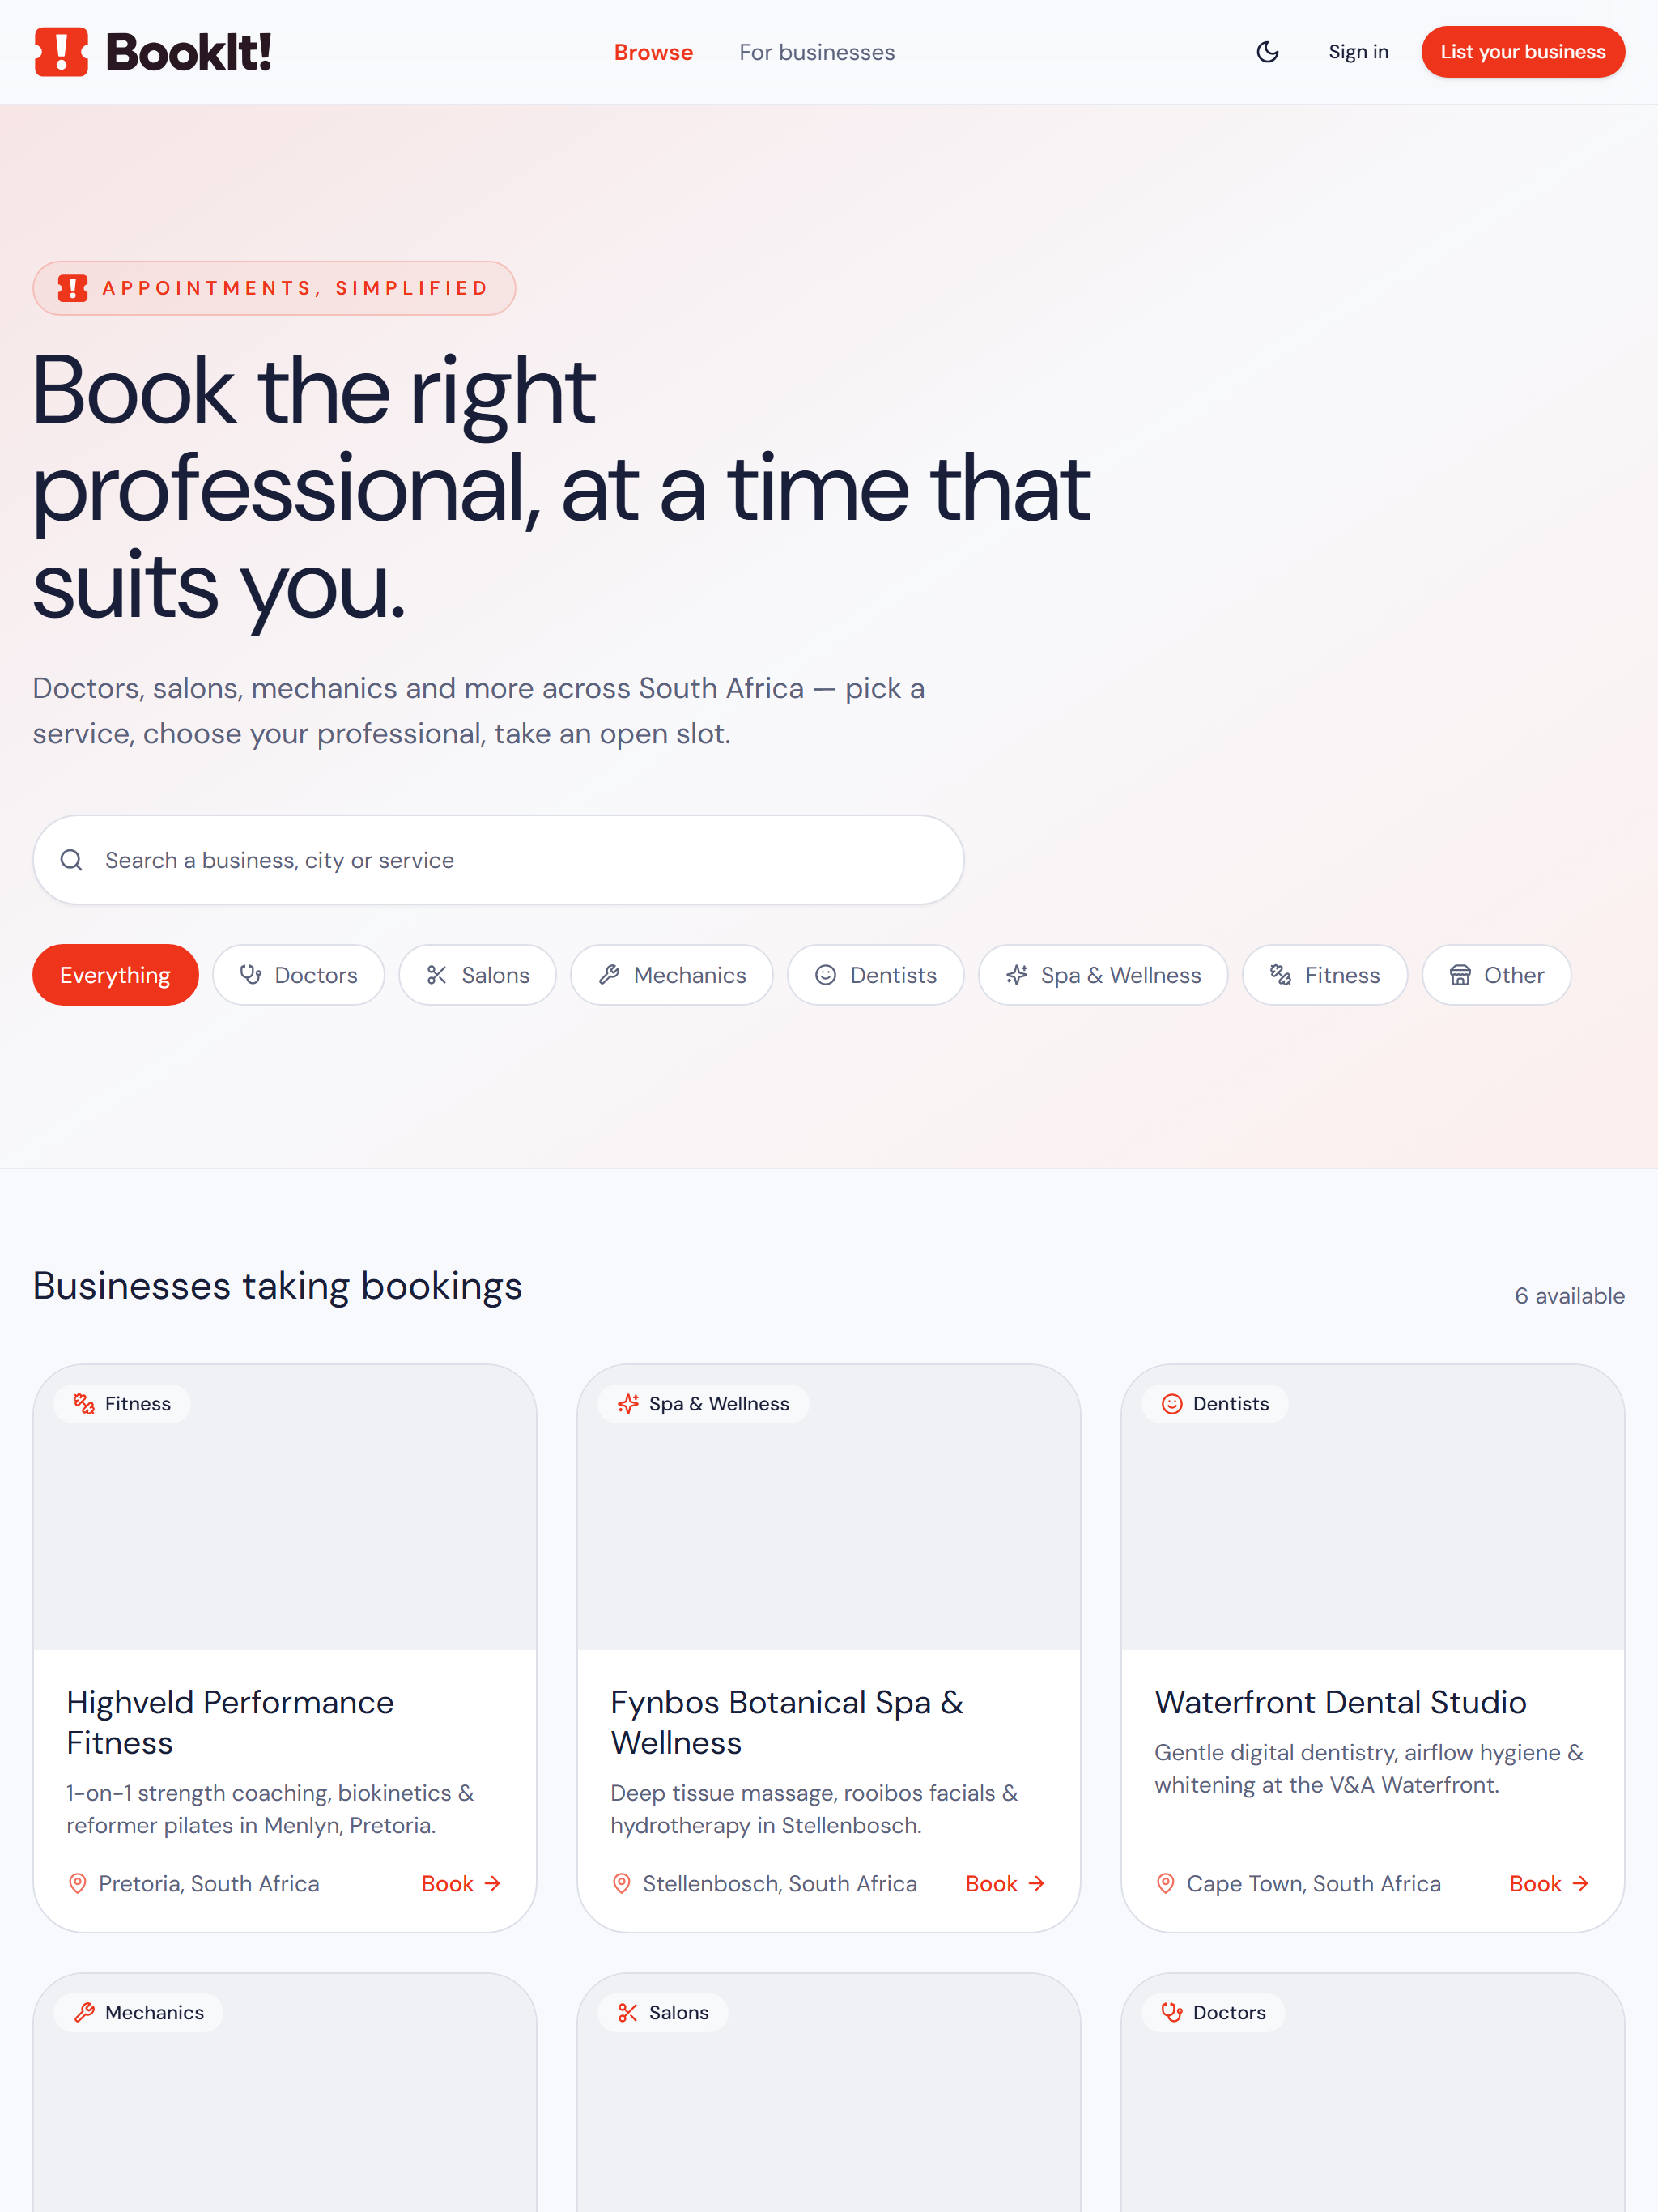 BookIt!
Browse
For businesses
Sign in
List your business
APPOINTMENTS, SIMPLIFIED
Book the right
professional, at a time that
suits you.
Doctors, salons, mechanics and more across South Africa — pick a
service, choose your professional, take an open slot.
Search a business, city or service
Everything
Doctors
Salons
Mechanics
Dentists
Spa & Wellness
Fitness
Other
Businesses taking bookings
6 available
Fitness
Highveld Performance
Fitness
1-on-1 strength coaching, biokinetics &
reformer pilates in Menlyn, Pretoria.
Pretoria, South Africa
Book
Spa & Wellness
Fynbos Botanical Spa &
Wellness
Deep tissue massage, rooibos facials &
hydrotherapy in Stellenbosch.
Stellenbosch, South Africa
Book
Dentists
Waterfront Dental Studio
Gentle digital dentistry, airflow hygiene &
whitening at the V&A Waterfront.
Cape Town, South Africa
Book
Mechanics
Salons
Doctors